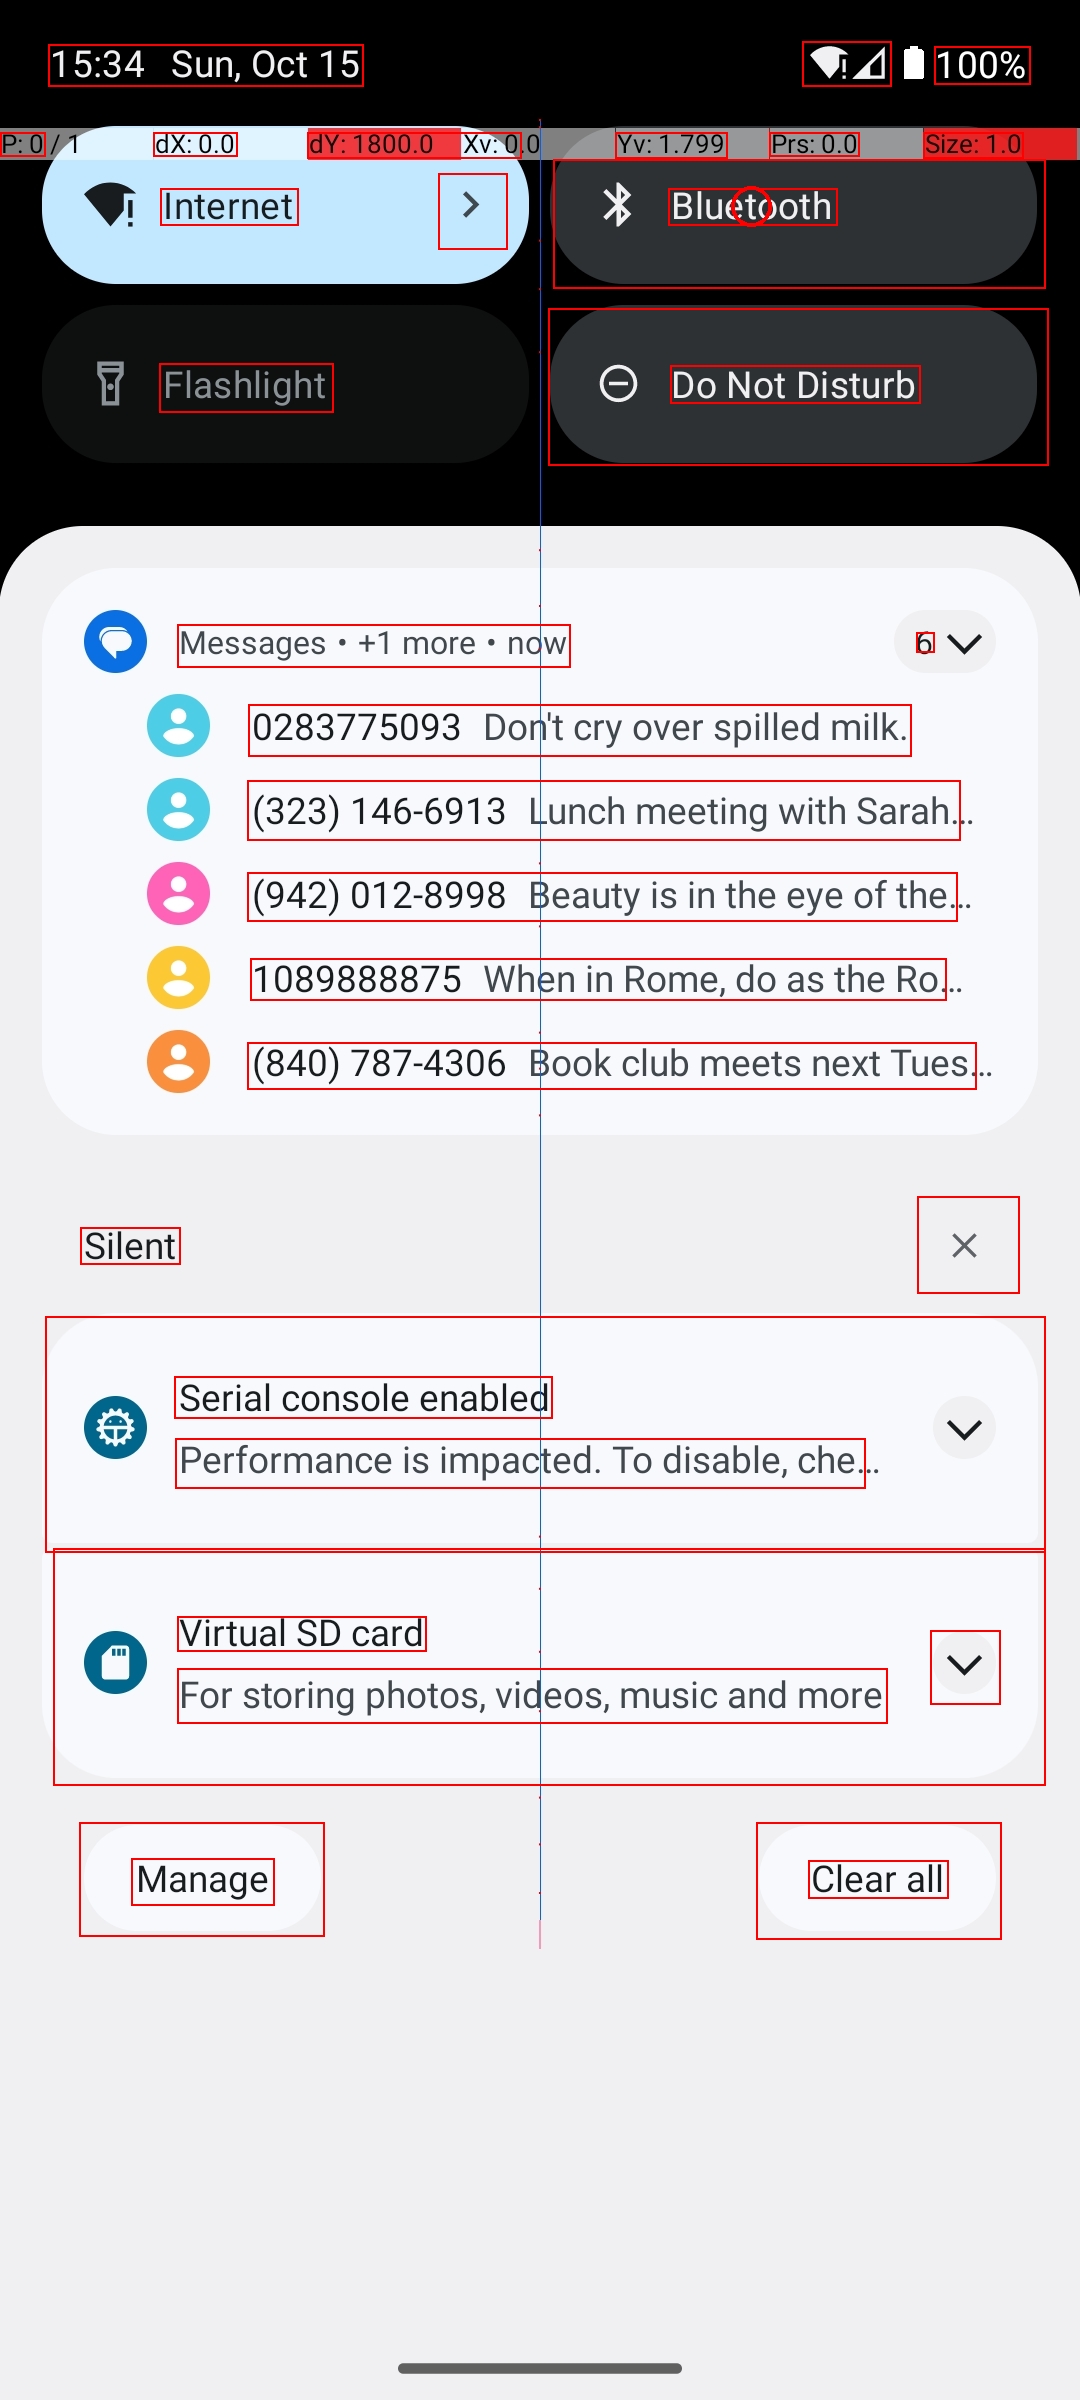 15:34 Sun, Oct 15 100%
P: 0 / 1 dX: 0.0 dY: 1800.0 Xv: 0.0 Yv: 1.799 Prs: 0.0 Size: 1.0
Internet Bluetooth
Flashlight Do Not Disturb
Messages • +1 more • now 6
0283775093 Don't cry over spilled milk.
(323) 146-6913 Lunch meeting with Sarah...
(942) 012-8998 Beauty is in the eye of the...
1089888875 When in Rome, do as the Ro...
(840) 787-4306 Book club meets next Tues...
Silent
Serial console enabled
Performance is impacted. To disable, che...
Virtual SD card
For storing photos, videos, music and more
Manage Clear all